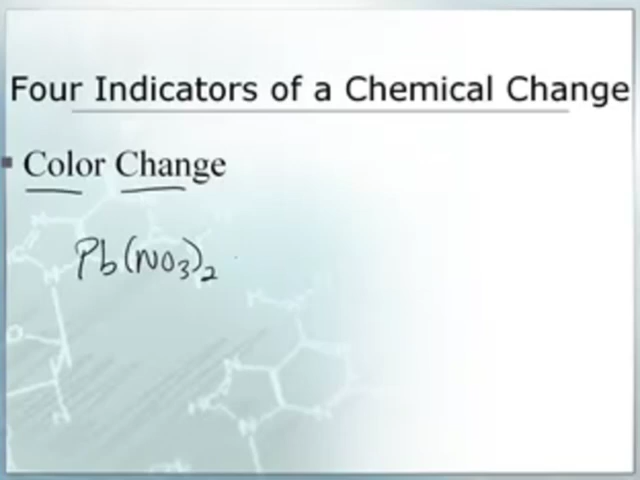 Four Indicators of a Chemical Change
▪ Color Change
Pb(NO₃)₂